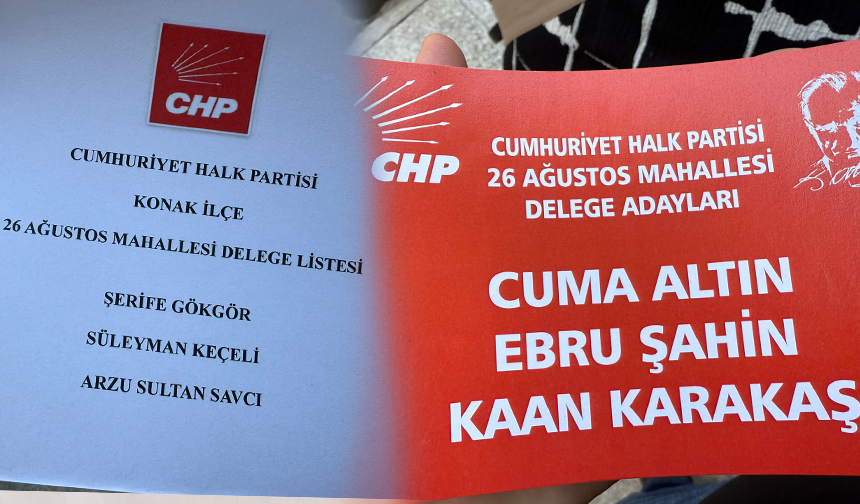 CHP
CUMHURİYET HALK PARTİSİ
KONAK İLÇE
26 AĞUSTOS MAHALLESİ DELEGE LİSTESİ
ŞERİFE GÖKGÖR
SÜLEYMAN KEÇELİ
ARZU SULTAN SAVCI
CHP
CUMHURİYET HALK PARTİSİ
26 AĞUSTOS MAHALLESİ
DELEGE ADAYLARI
CUMA ALTIN
EBRU ŞAHİN
KAAN KARAKAŞ